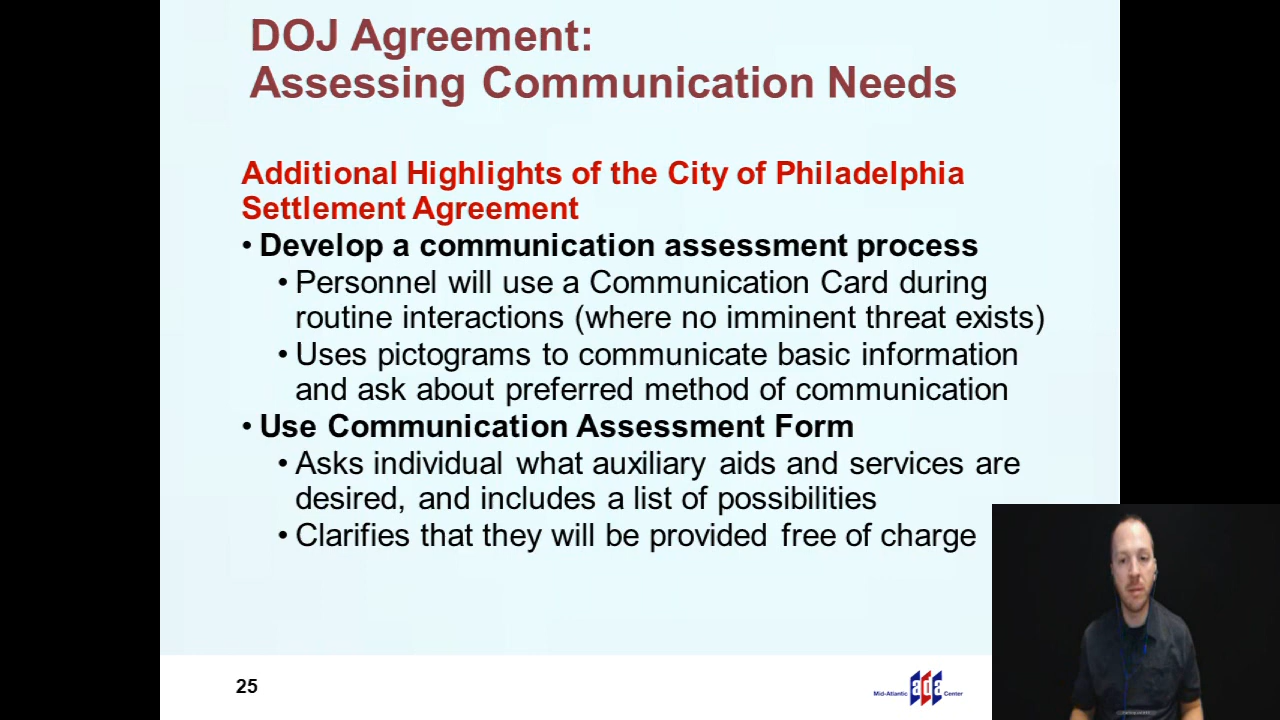 DOJ Agreement:
Assessing Communication Needs
Additional Highlights of the City of Philadelphia
Settlement Agreement
• Develop a communication assessment process
• Personnel will use a Communication Card during
routine interactions (where no imminent threat exists)
• Uses pictograms to communicate basic information
and ask about preferred method of communication
• Use Communication Assessment Form
• Asks individual what auxiliary aids and services are
desired, and includes a list of possibilities
• Clarifies that they will be provided free of charge
25
Mid-Atlantic ada Center